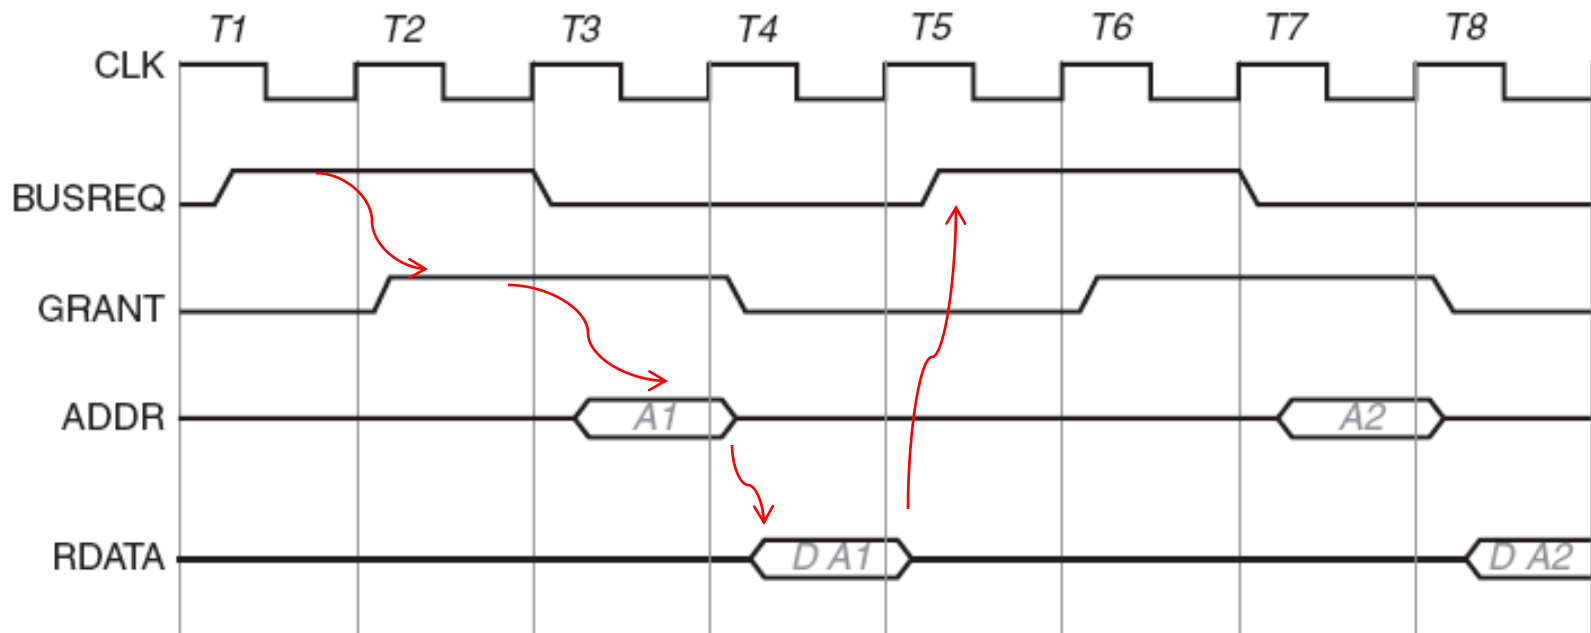 T1 T2 T3 T4 T5 T6 T7 T8
CLK
BUSREQ
GRANT
ADDR A1 A2
RDATA D A1 D A2